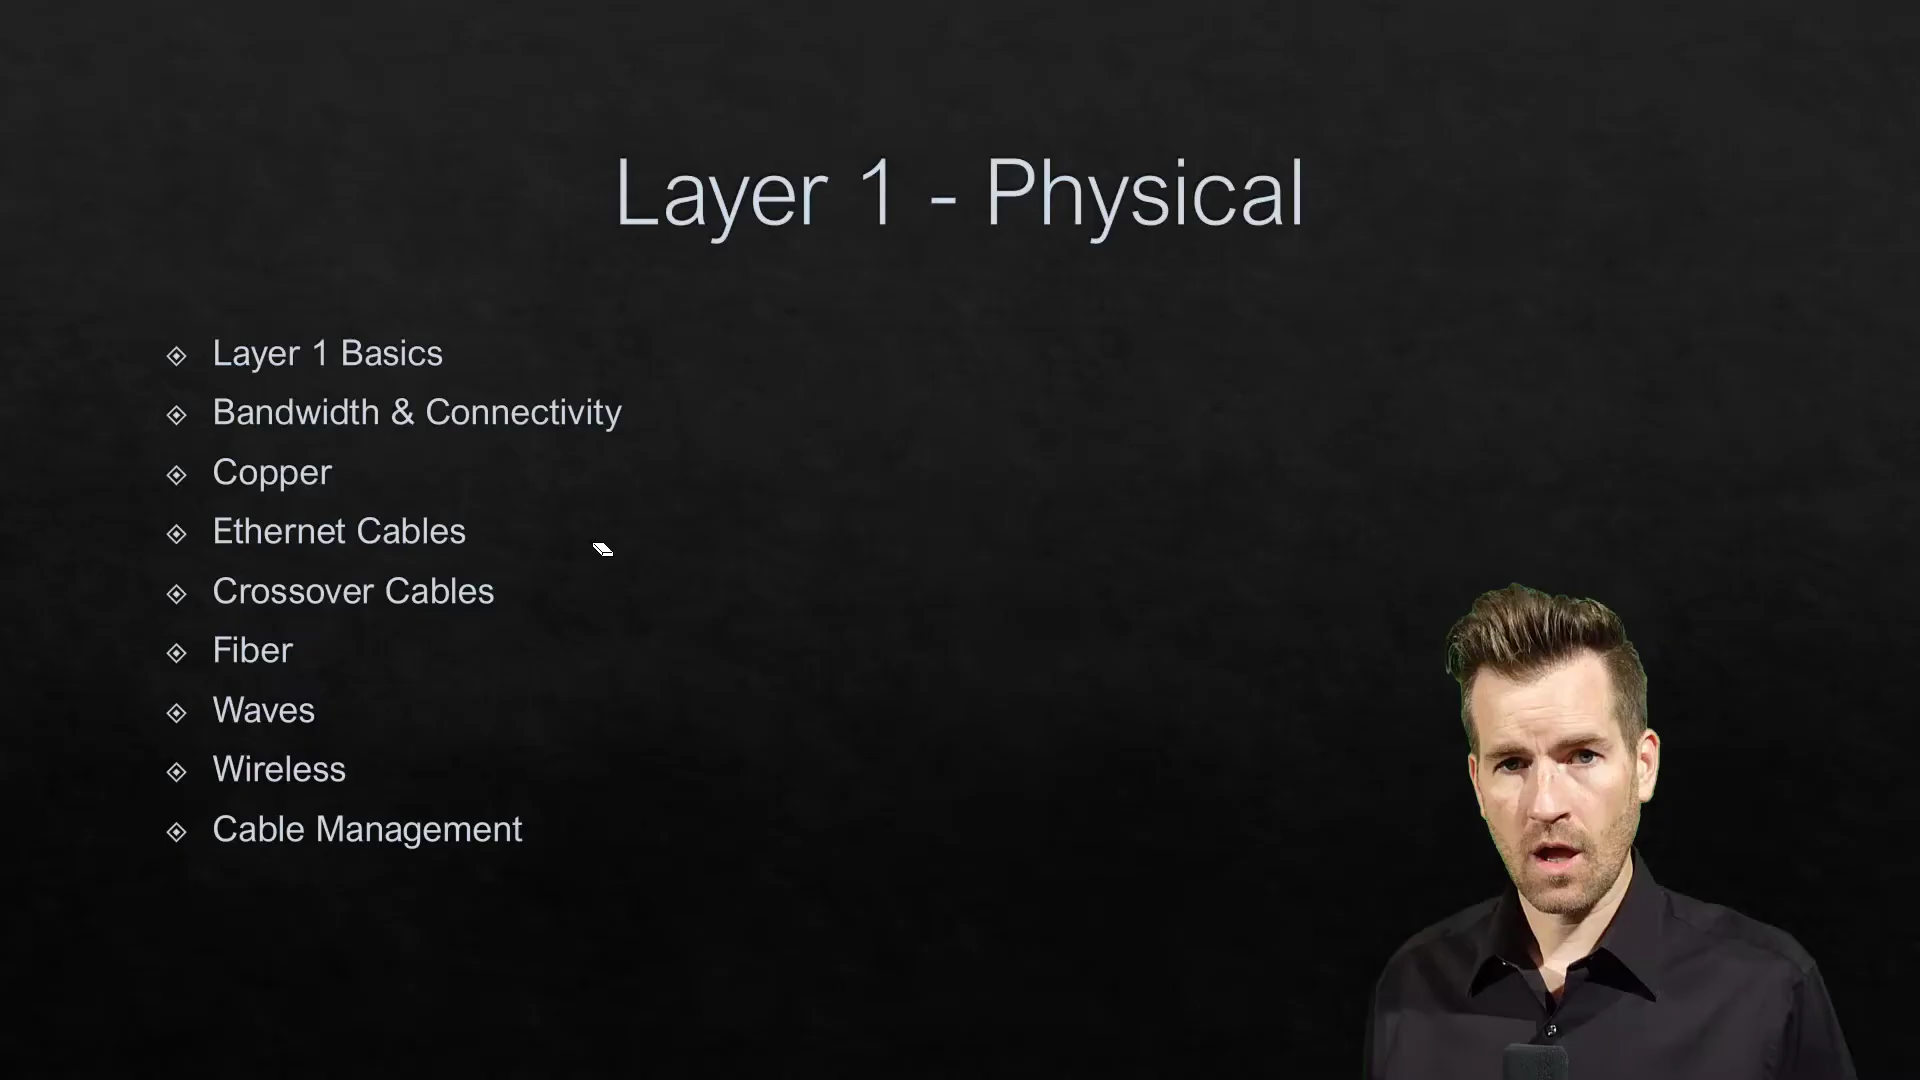 Layer 1 - Physical
Layer 1 Basics
Bandwidth & Connectivity
Copper
Ethernet Cables
Crossover Cables
Fiber
Waves
Wireless
Cable Management